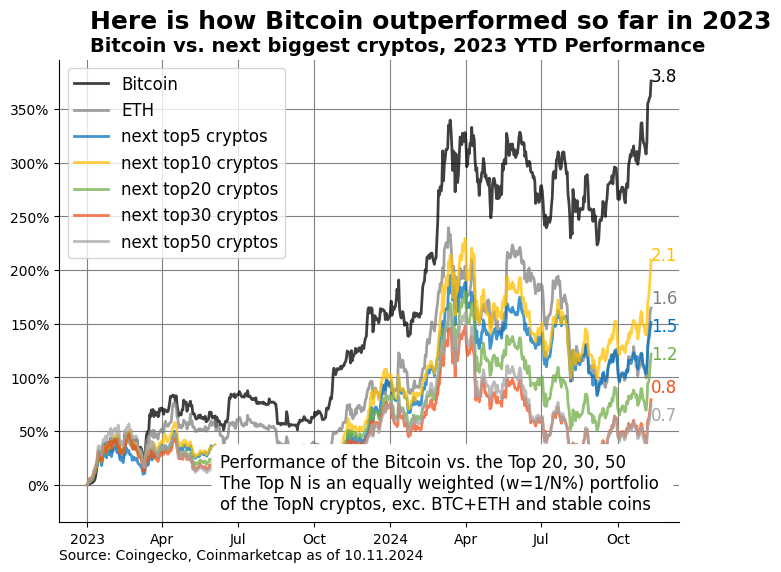 Here is how Bitcoin outperformed so far in 2023
Bitcoin vs. next biggest cryptos, 2023 YTD Performance
Bitcoin
ETH
next top5 cryptos
next top10 cryptos
next top20 cryptos
next top30 cryptos
next top50 cryptos
350%
300%
250%
200%
150%
100%
50%
0%
3.8
2.1
1.6
1.5
1.2
0.8
0.7
Performance of the Bitcoin vs. the Top 20, 30, 50
The Top N is an equally weighted (w=1/N%) portfolio
of the TopN cryptos, exc. BTC+ETH and stable coins
2023 Apr Jul Oct 2024 Apr Jul Oct
Source: Coingecko, Coinmarketcap as of 10.11.2024